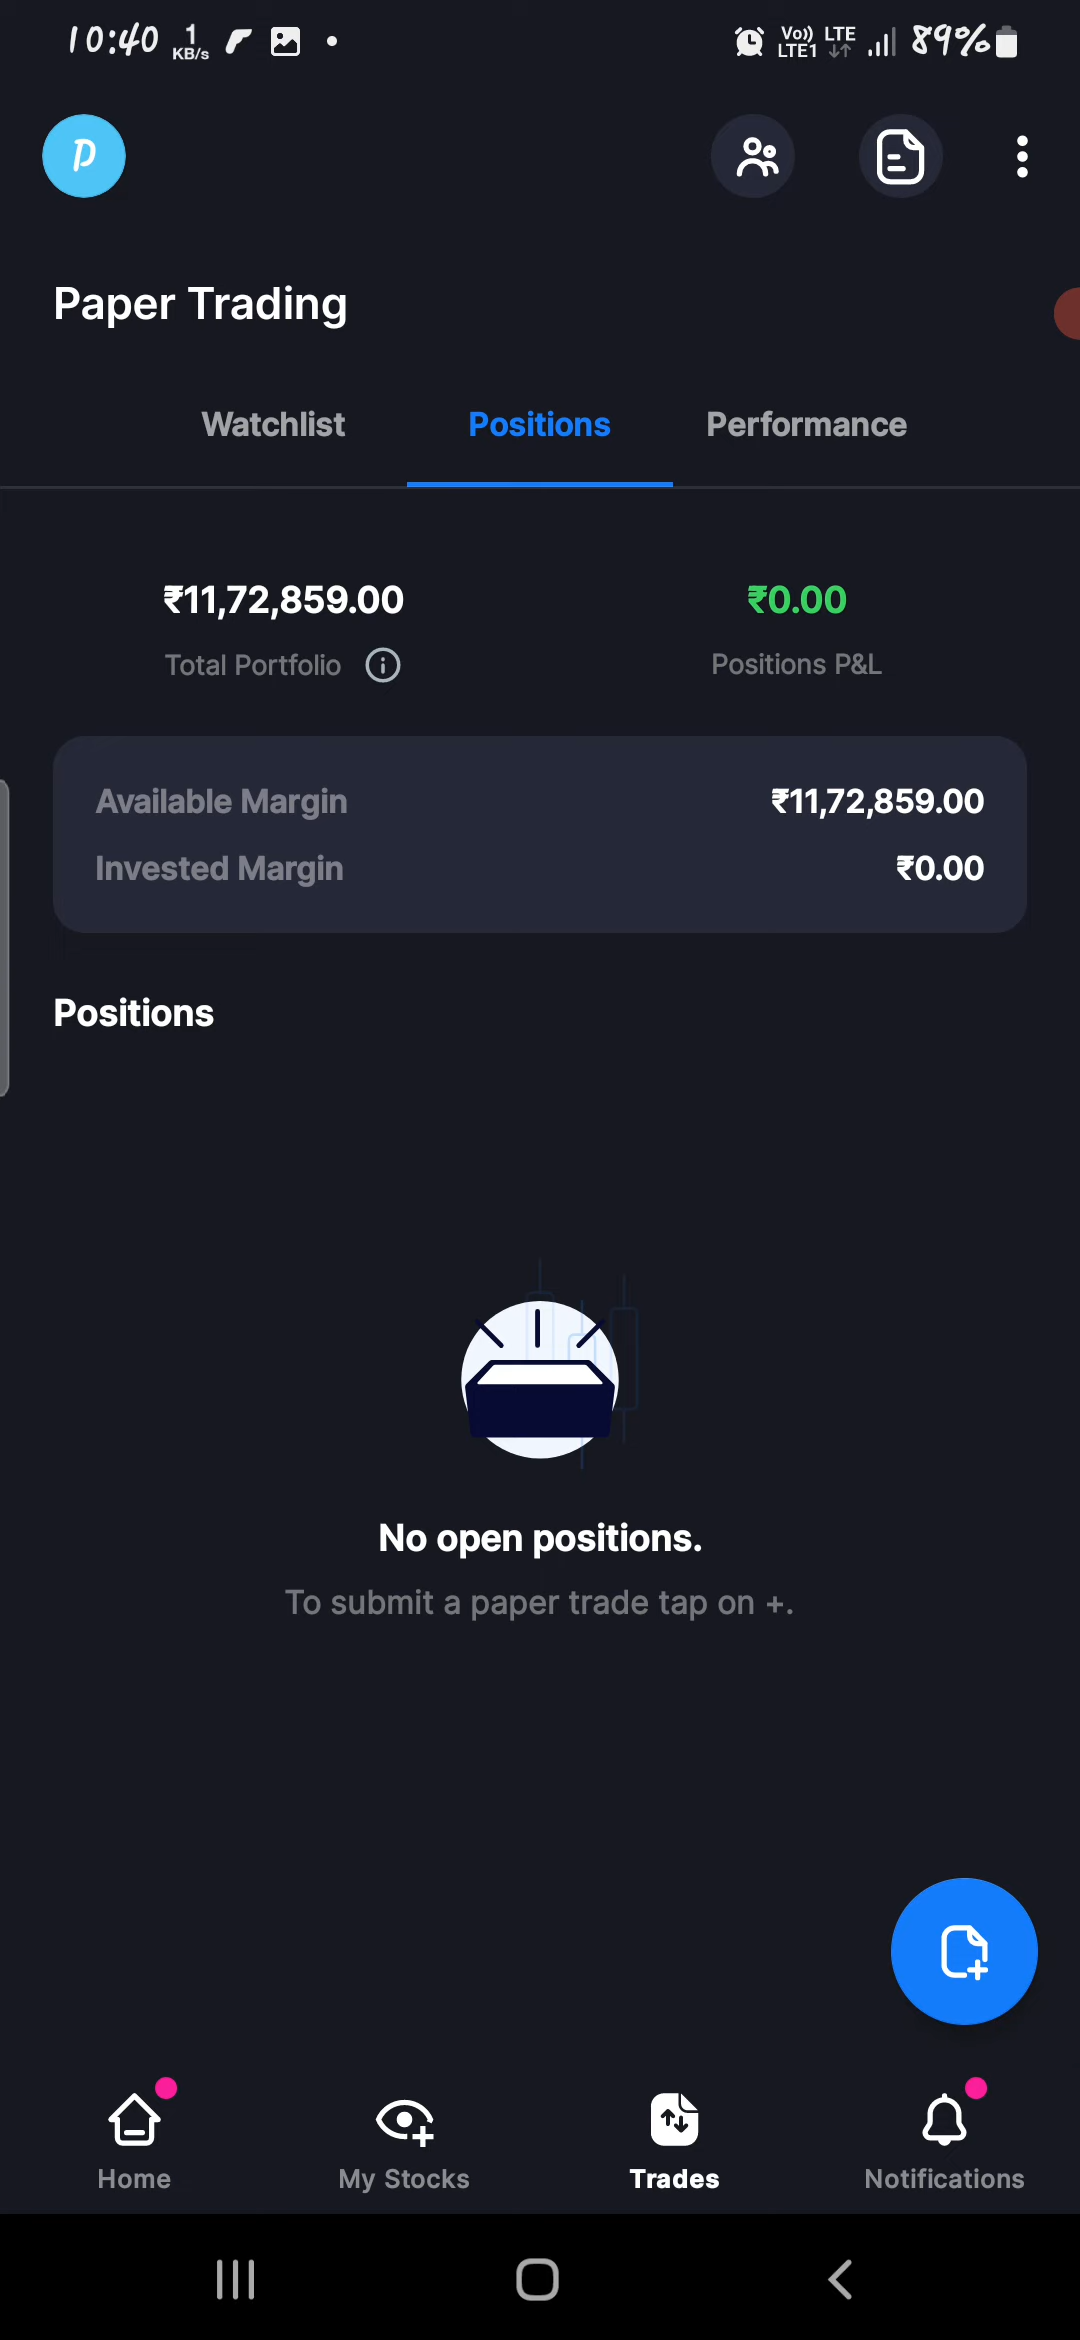 10:40 1 KB/s Vo)) LTE1 LTE 89%
P
Paper Trading
Watchlist Positions Performance
₹11,72,859.00 ₹0.00
Total Portfolio Positions P&L
Available Margin ₹11,72,859.00
Invested Margin ₹0.00
Positions
No open positions.
To submit a paper trade tap on +.
Home My Stocks Trades Notifications